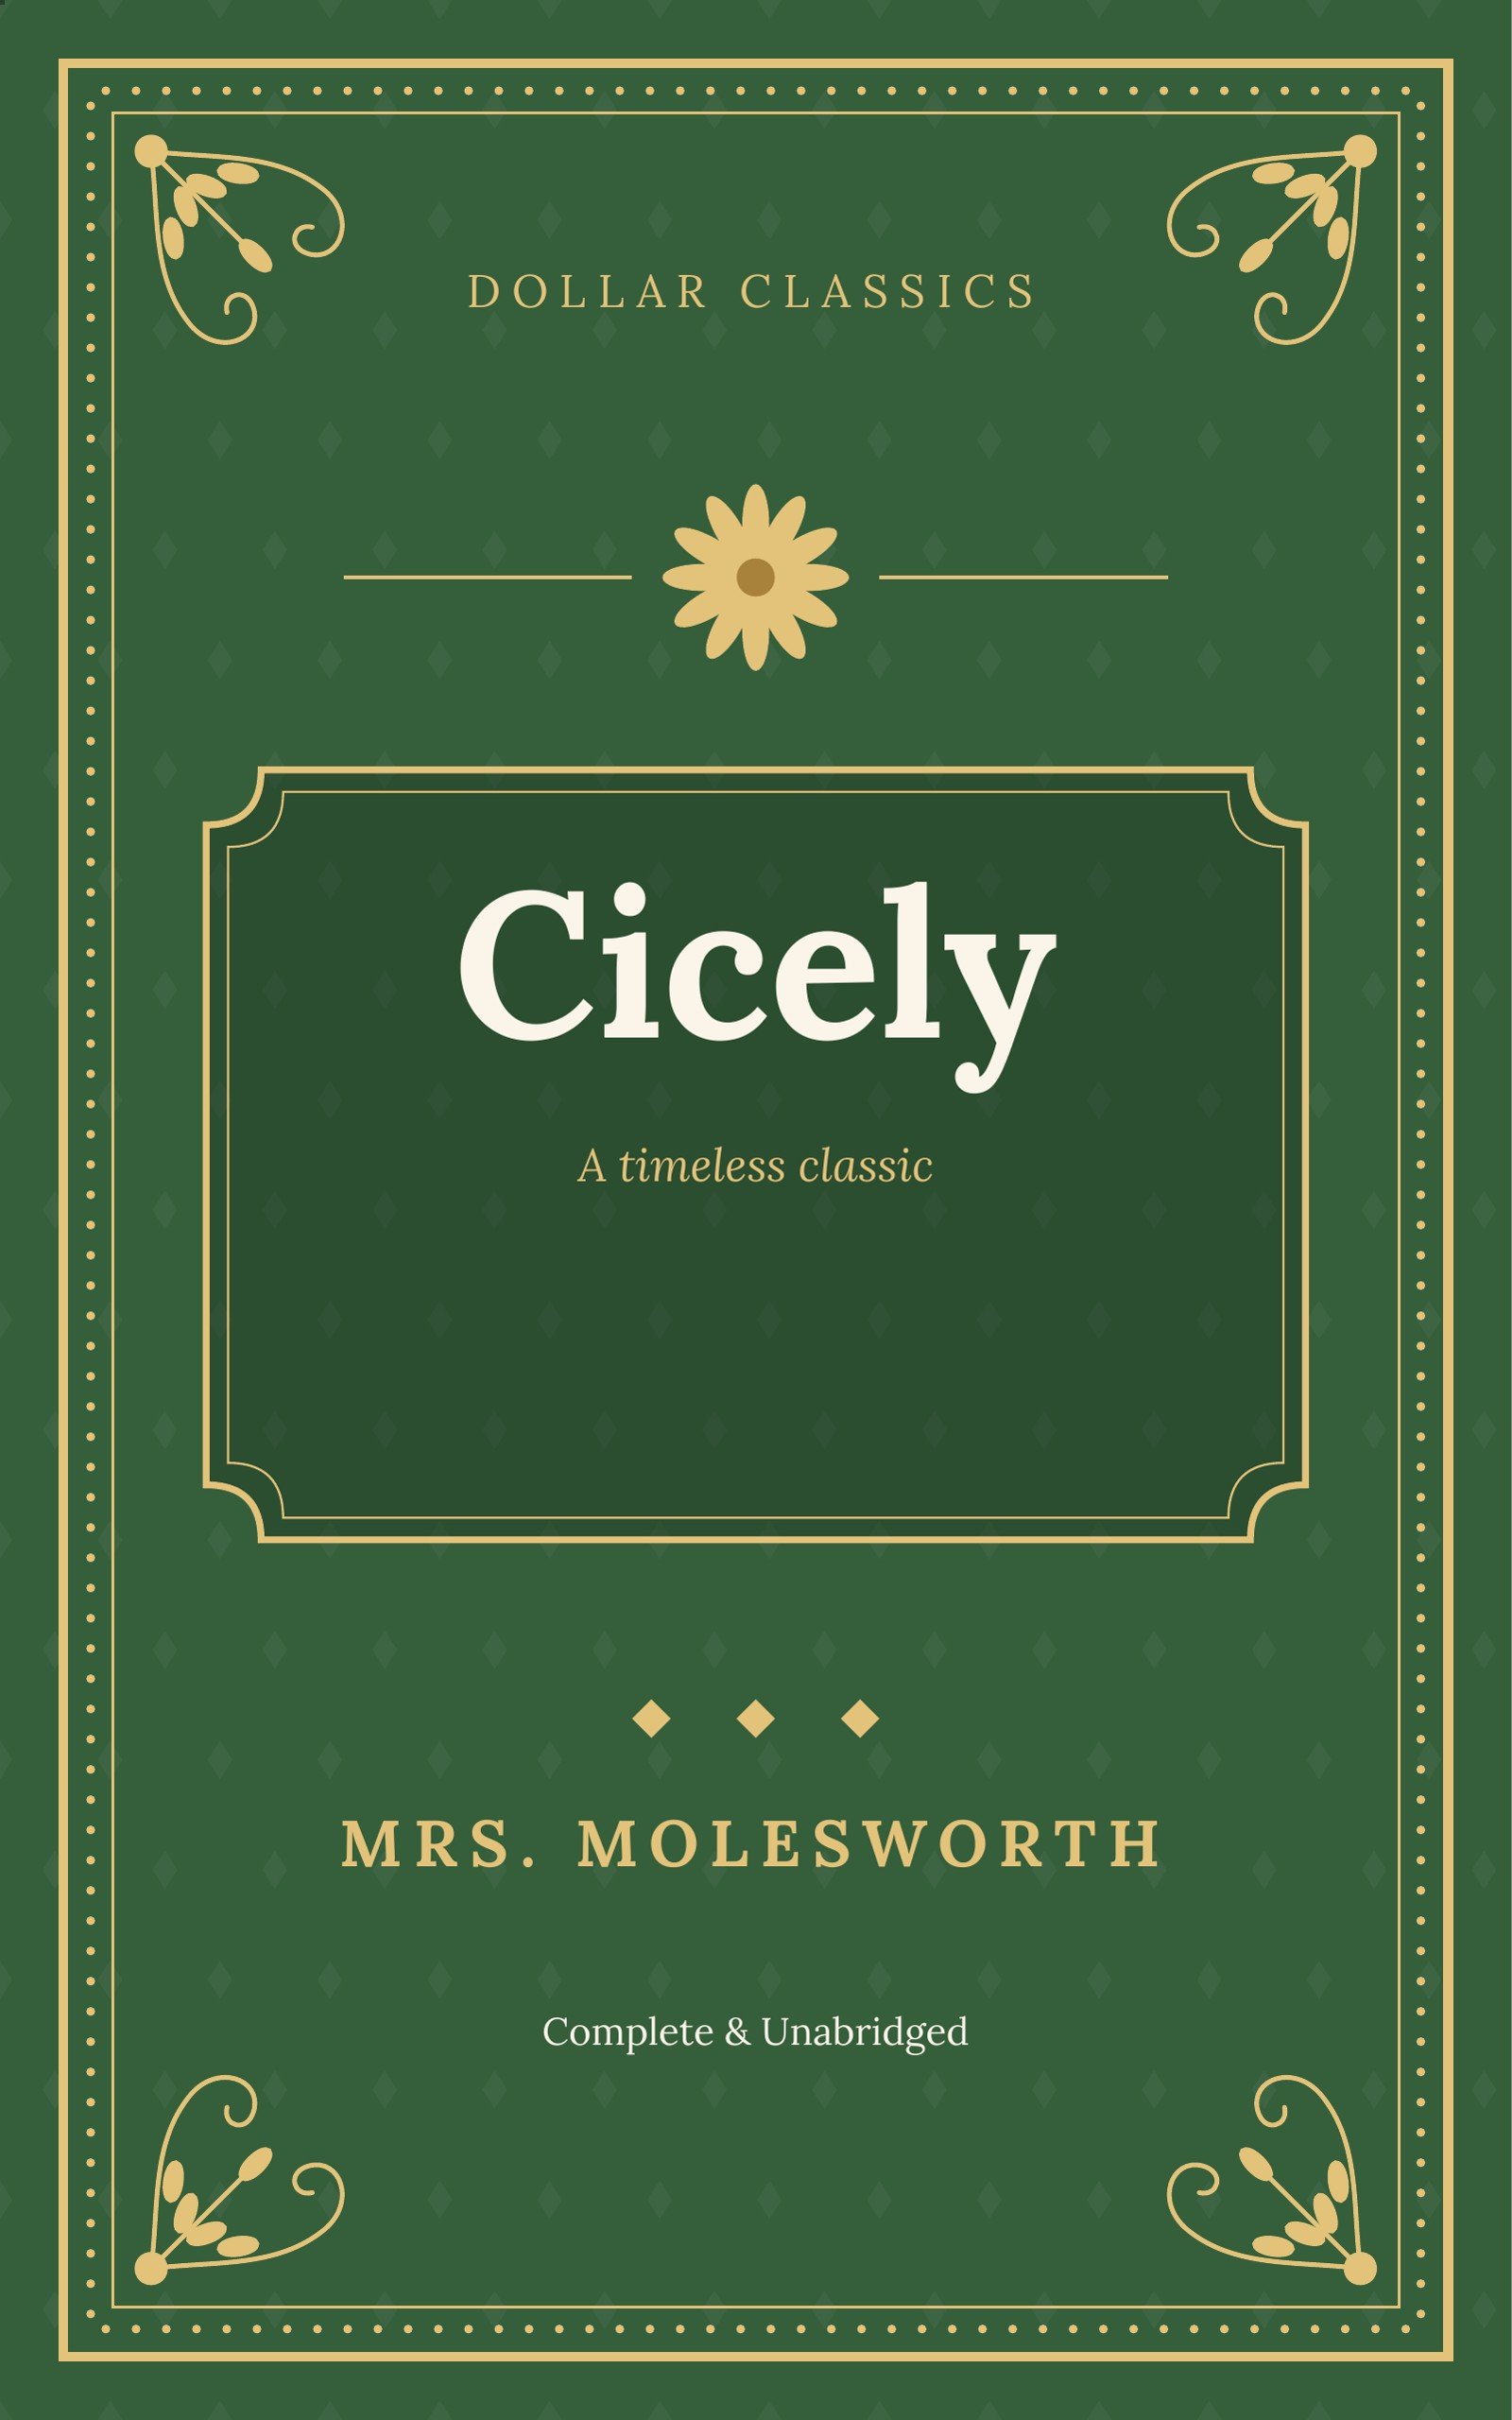 DOLLAR CLASSICS
Cicely
A timeless classic
MRS. MOLESWORTH
Complete & Unabridged